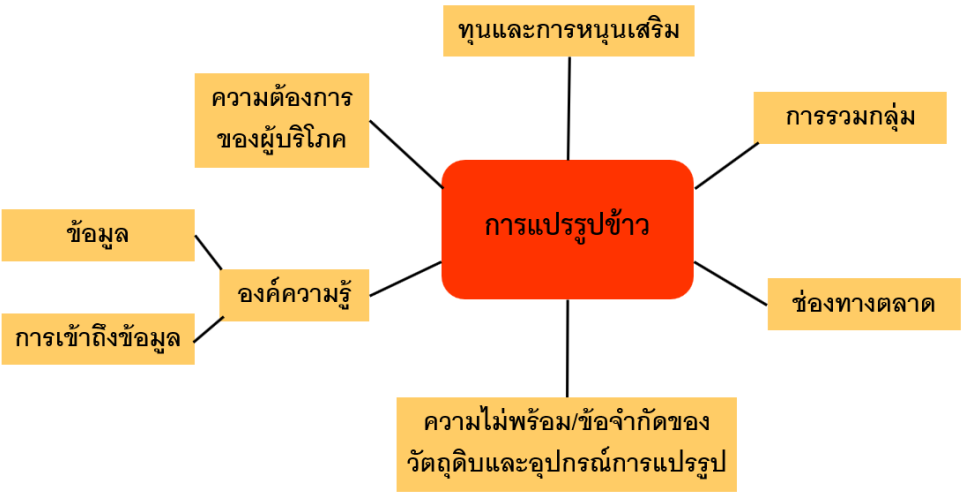 ทุนและการหนุนเสริม
ความต้องการ
ของผู้บริโภค
การรวมกลุ่ม
การแปรรูปข้าว
ข้อมูล
องค์ความรู้
ช่องทางตลาด
การเข้าถึงข้อมูล
ความไม่พร้อม/ข้อจำกัดของ
วัตถุดิบและอุปกรณ์การแปรรูป